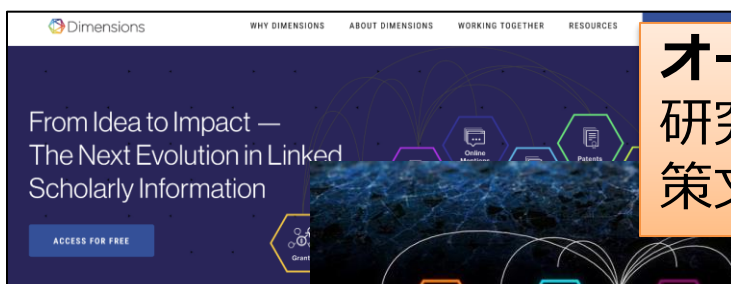 Dimensions
WHY DIMENSIONS ABOUT DIMENSIONS WORKING TOGETHER RESOURCES
From Idea to Impact —
The Next Evolution in Linked
Scholarly Information
ACCESS FOR FREE
Online
Mentions
Patents
Grant
オー
研究
策文